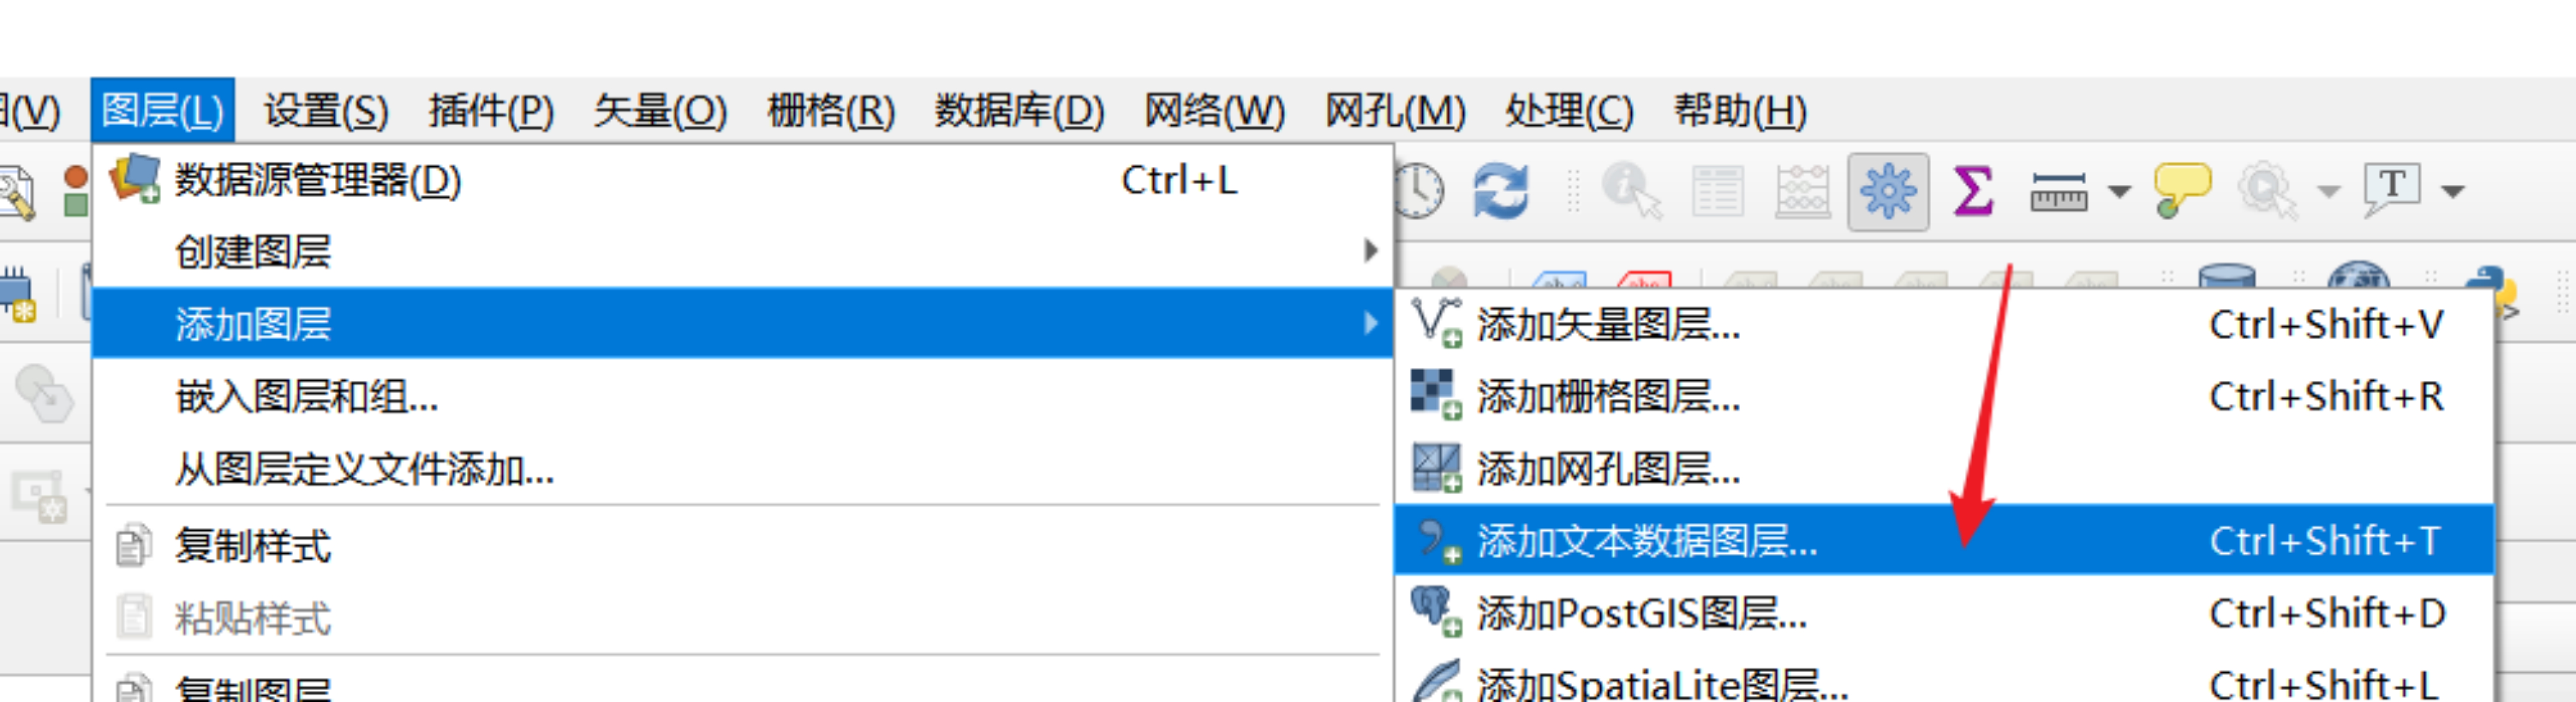 (V) 图层(L) 设置(S) 插件(P) 矢量(O) 栅格(R) 数据库(D) 网络(W) 网孔(M) 处理(C) 帮助(H)
数据源管理器(D) Ctrl+L
T
创建图层
添加图层
添加矢量图层... Ctrl+Shift+V
嵌入图层和组...
添加栅格图层... Ctrl+Shift+R
从图层定义文件添加...
添加网孔图层... Ctrl+Shift+M
复制样式
添加文本数据图层... Ctrl+Shift+T
粘贴样式
添加PostGIS图层... Ctrl+Shift+D
复制图层
添加SpatiaLite图层... Ctrl+Shift+L